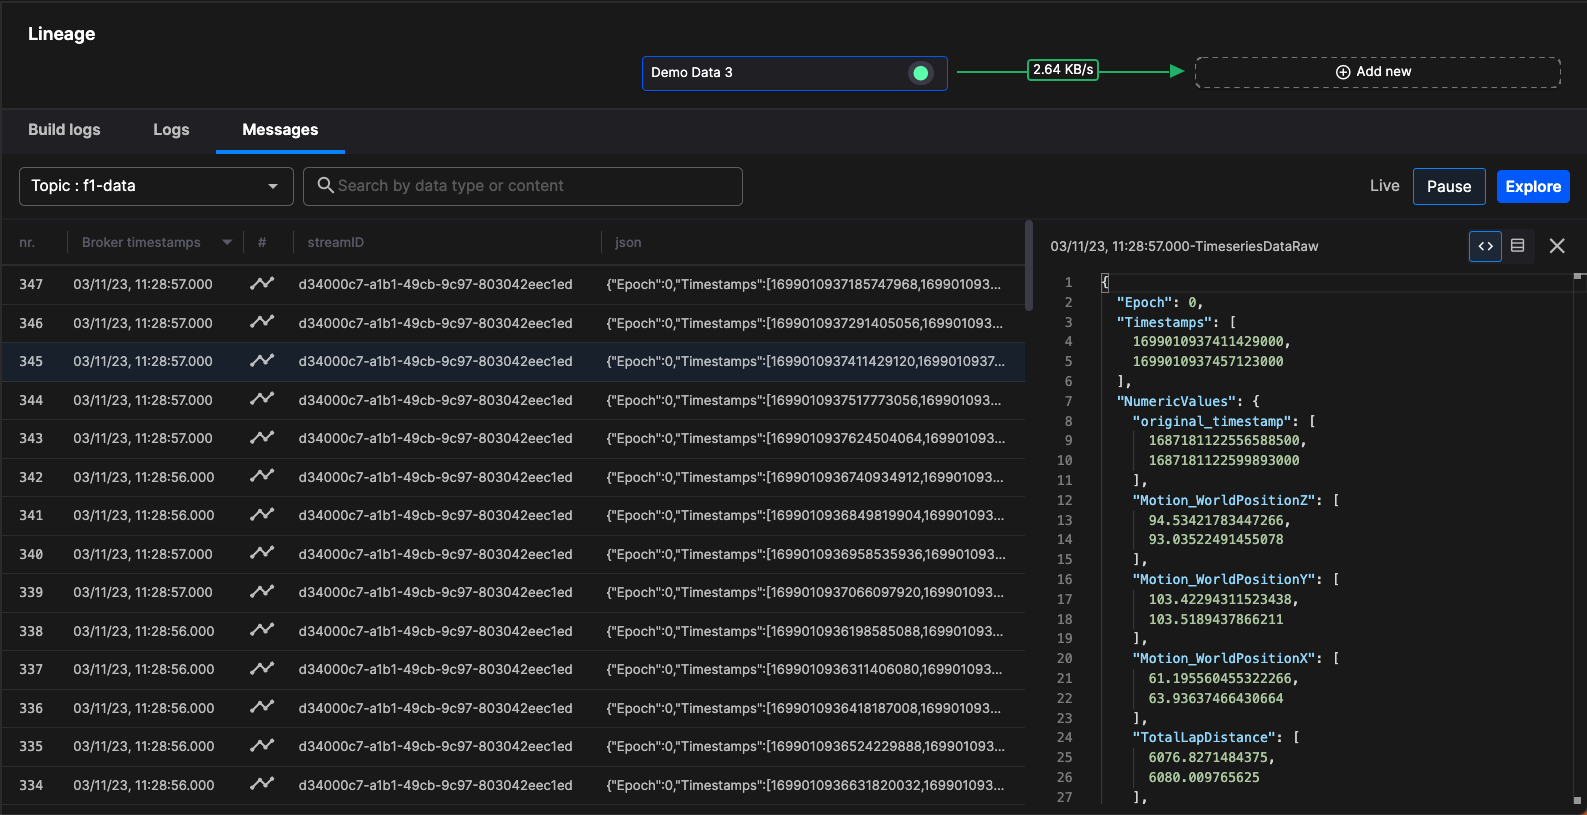 Lineage
Demo Data 3
2.64 KB/s
Add new
Build logs
Logs
Messages
Topic : f1-data
Search by data type or content
Live
Pause
Explore
nr.
Broker timestamps
#
streamID
json
347 03/11/23, 11:28:57.000 d34000c7-a1b1-49cb-9c97-803042eec1ed {"Epoch":0,"Timestamps":[1699010937185747968,169901093...
346 03/11/23, 11:28:57.000 d34000c7-a1b1-49cb-9c97-803042eec1ed {"Epoch":0,"Timestamps":[1699010937291405056,169901093...
345 03/11/23, 11:28:57.000 d34000c7-a1b1-49cb-9c97-803042eec1ed {"Epoch":0,"Timestamps":[1699010937411429120,1699010937...
344 03/11/23, 11:28:57.000 d34000c7-a1b1-49cb-9c97-803042eec1ed {"Epoch":0,"Timestamps":[1699010937517773056,169901093...
343 03/11/23, 11:28:57.000 d34000c7-a1b1-49cb-9c97-803042eec1ed {"Epoch":0,"Timestamps":[1699010937624504064,169901093...
342 03/11/23, 11:28:56.000 d34000c7-a1b1-49cb-9c97-803042eec1ed {"Epoch":0,"Timestamps":[1699010936740934912,169901093...
341 03/11/23, 11:28:56.000 d34000c7-a1b1-49cb-9c97-803042eec1ed {"Epoch":0,"Timestamps":[1699010936849819904,169901093...
340 03/11/23, 11:28:57.000 d34000c7-a1b1-49cb-9c97-803042eec1ed {"Epoch":0,"Timestamps":[1699010936958535936,169901093...
339 03/11/23, 11:28:57.000 d34000c7-a1b1-49cb-9c97-803042eec1ed {"Epoch":0,"Timestamps":[1699010937066097920,169901093...
338 03/11/23, 11:28:56.000 d34000c7-a1b1-49cb-9c97-803042eec1ed {"Epoch":0,"Timestamps":[1699010936198585088,169901093...
337 03/11/23, 11:28:56.000 d34000c7-a1b1-49cb-9c97-803042eec1ed {"Epoch":0,"Timestamps":[1699010936311406080,169901093...
336 03/11/23, 11:28:56.000 d34000c7-a1b1-49cb-9c97-803042eec1ed {"Epoch":0,"Timestamps":[1699010936418187008,169901093...
335 03/11/23, 11:28:56.000 d34000c7-a1b1-49cb-9c97-803042eec1ed {"Epoch":0,"Timestamps":[1699010936524229888,169901093...
334 03/11/23, 11:28:56.000 d34000c7-a1b1-49cb-9c97-803042eec1ed {"Epoch":0,"Timestamps":[1699010936631820032,169901093...
03/11/23, 11:28:57.000-TimeseriesDataRaw
1 {
2 "Epoch": 0,
3 "Timestamps": [
4 1699010937411429000,
5 1699010937457123000
6 ],
7 "NumericValues": {
8 "original_timestamp": [
9 1687181122556588500,
10 1687181122599893000
11 ],
12 "Motion_WorldPositionZ": [
13 94.53421783447266,
14 93.03522491455078
15 ],
16 "Motion_WorldPositionY": [
17 103.42294311523438,
18 103.5189437866211
19 ],
20 "Motion_WorldPositionX": [
21 61.195560455322266,
22 63.93637466430664
23 ],
24 "TotalLapDistance": [
25 6076.8271484375,
26 6080.009765625
27 ],